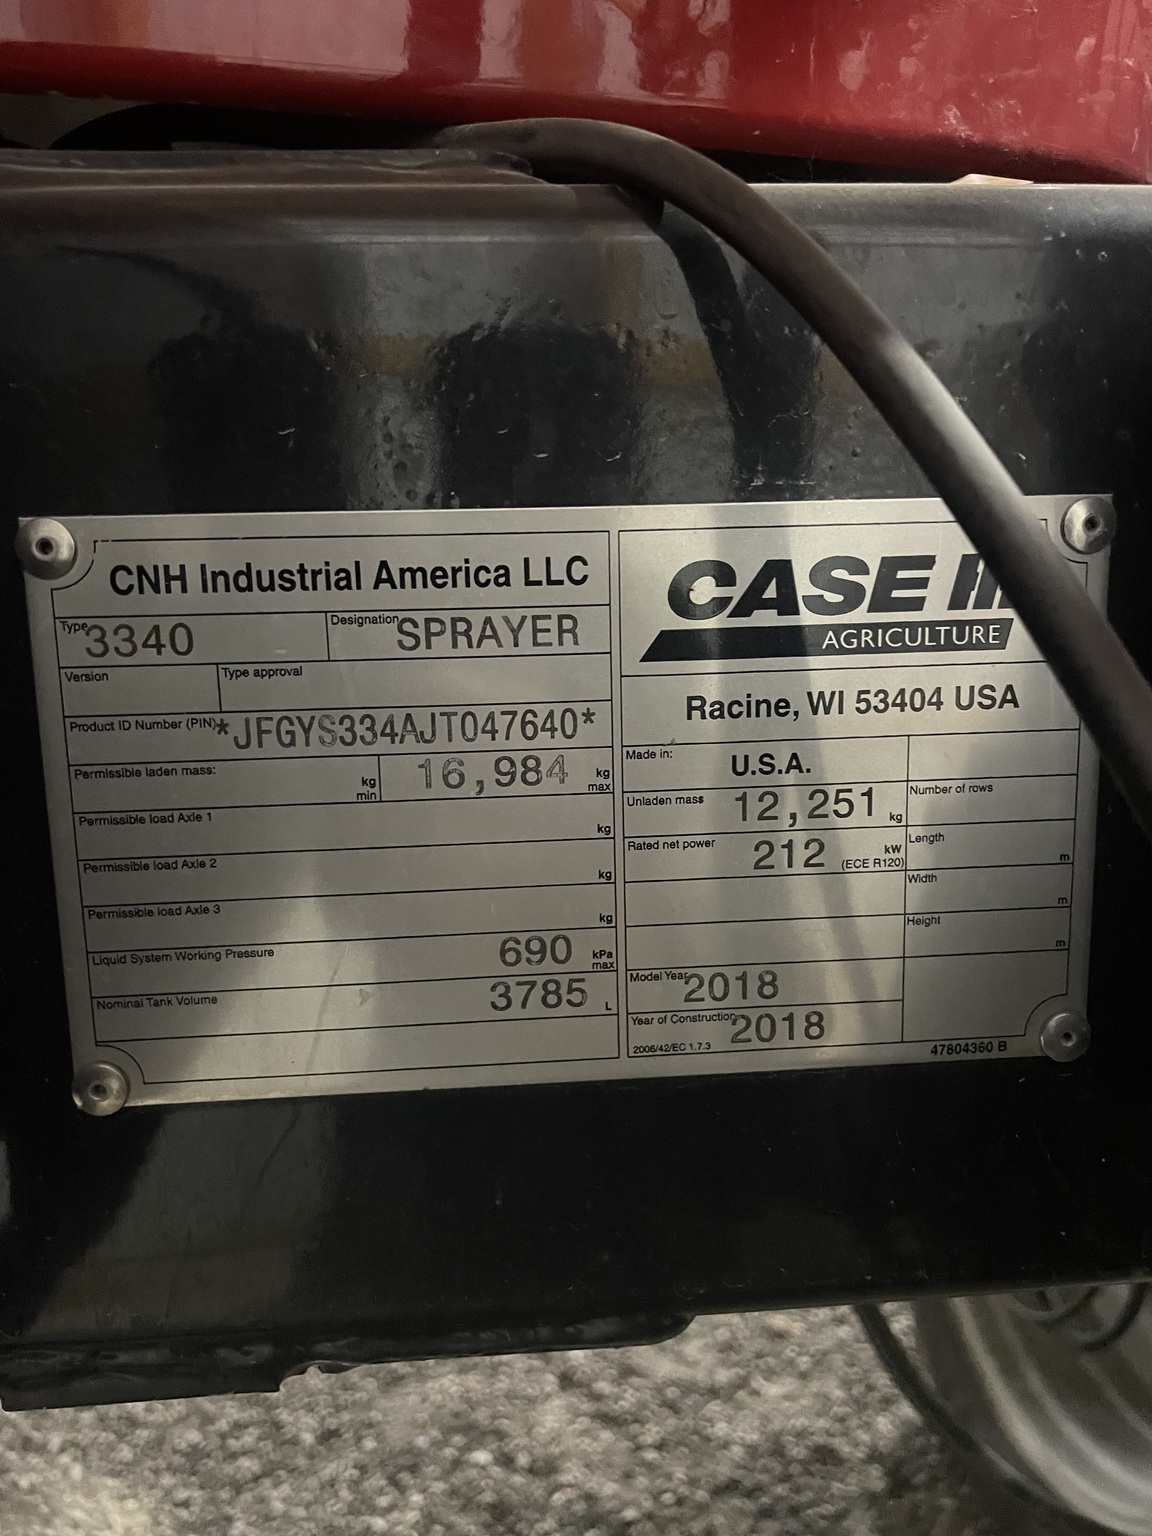 CNH Industrial America LLC
Type 3340
Designation SPRAYER
Version
Type approval
Product ID Number (PIN) *JFGYS334AJT047640*
Permissible laden mass: kg min 16,984 kg max
Permissible load Axle 1 kg
Permissible load Axle 2 kg
Permissible load Axle 3 kg
Liquid System Working Pressure 690 kPa max
Nominal Tank Volume 3785 L
CASE
AGRICULTURE
Racine, WI 53404 USA
Made in: U.S.A.
Unladen mass 12,251 kg
Number of rows
Rated net power 212 kW (ECE R120)
Length m
Width m
Height m
Model Year 2018
Year of Construction 2018
2006/42/EC 1.7.3
47804360 B